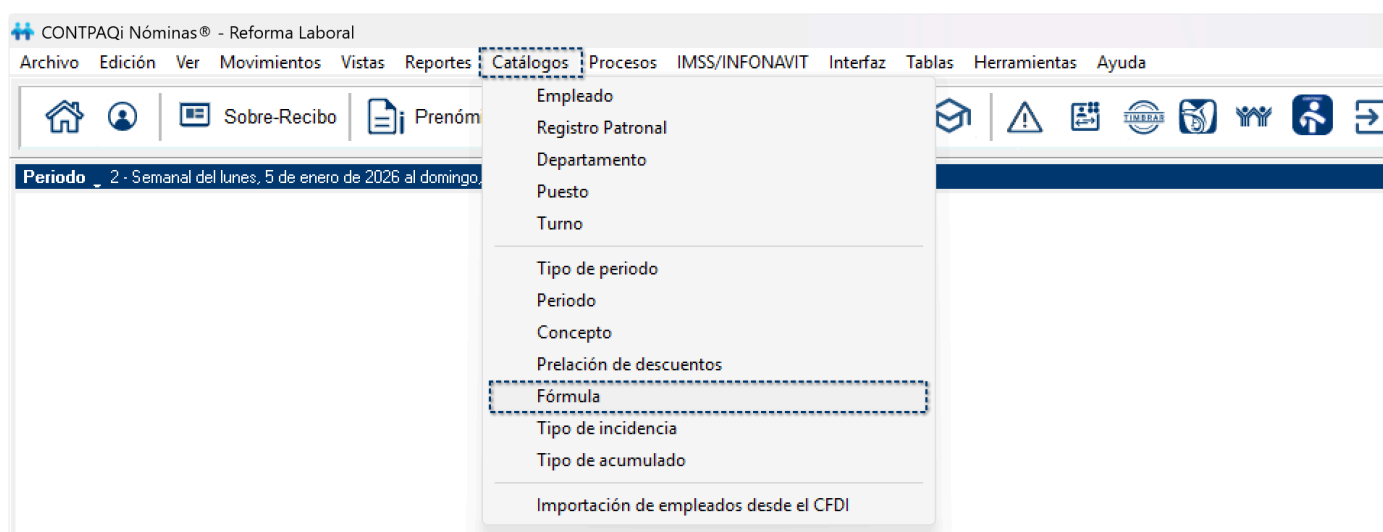 CONTPAQi Nóminas® - Reforma Laboral
Archivo Edición Ver Movimientos Vistas Reportes Catálogos Procesos IMSS/INFONAVIT Interfaz Tablas Herramientas Ayuda
Sobre-Recibo Prenóm TIMBRAR
Periodo 2 - Semanal del lunes, 5 de enero de 2026 al domingo,
Empleado
Registro Patronal
Departamento
Puesto
Turno
Tipo de periodo
Periodo
Concepto
Prelación de descuentos
Fórmula
Tipo de incidencia
Tipo de acumulado
Importación de empleados desde el CFDI